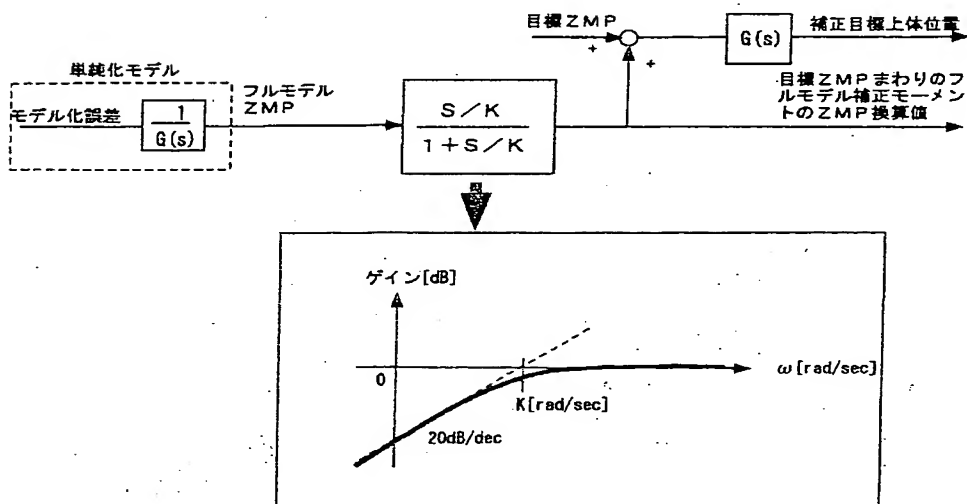 目標ZMP
+
+
G(s)
補正目標上体位置
単純化モデル
モデル化誤差
1
G(s)
フルモデル
ZMP
S/K
1+S/K
目標ZMPまわりのフ
ルモデル補正モーメン
トのZMP換算値
ゲイン[dB]
0
K[rad/sec]
ω[rad/sec]
20dB/dec